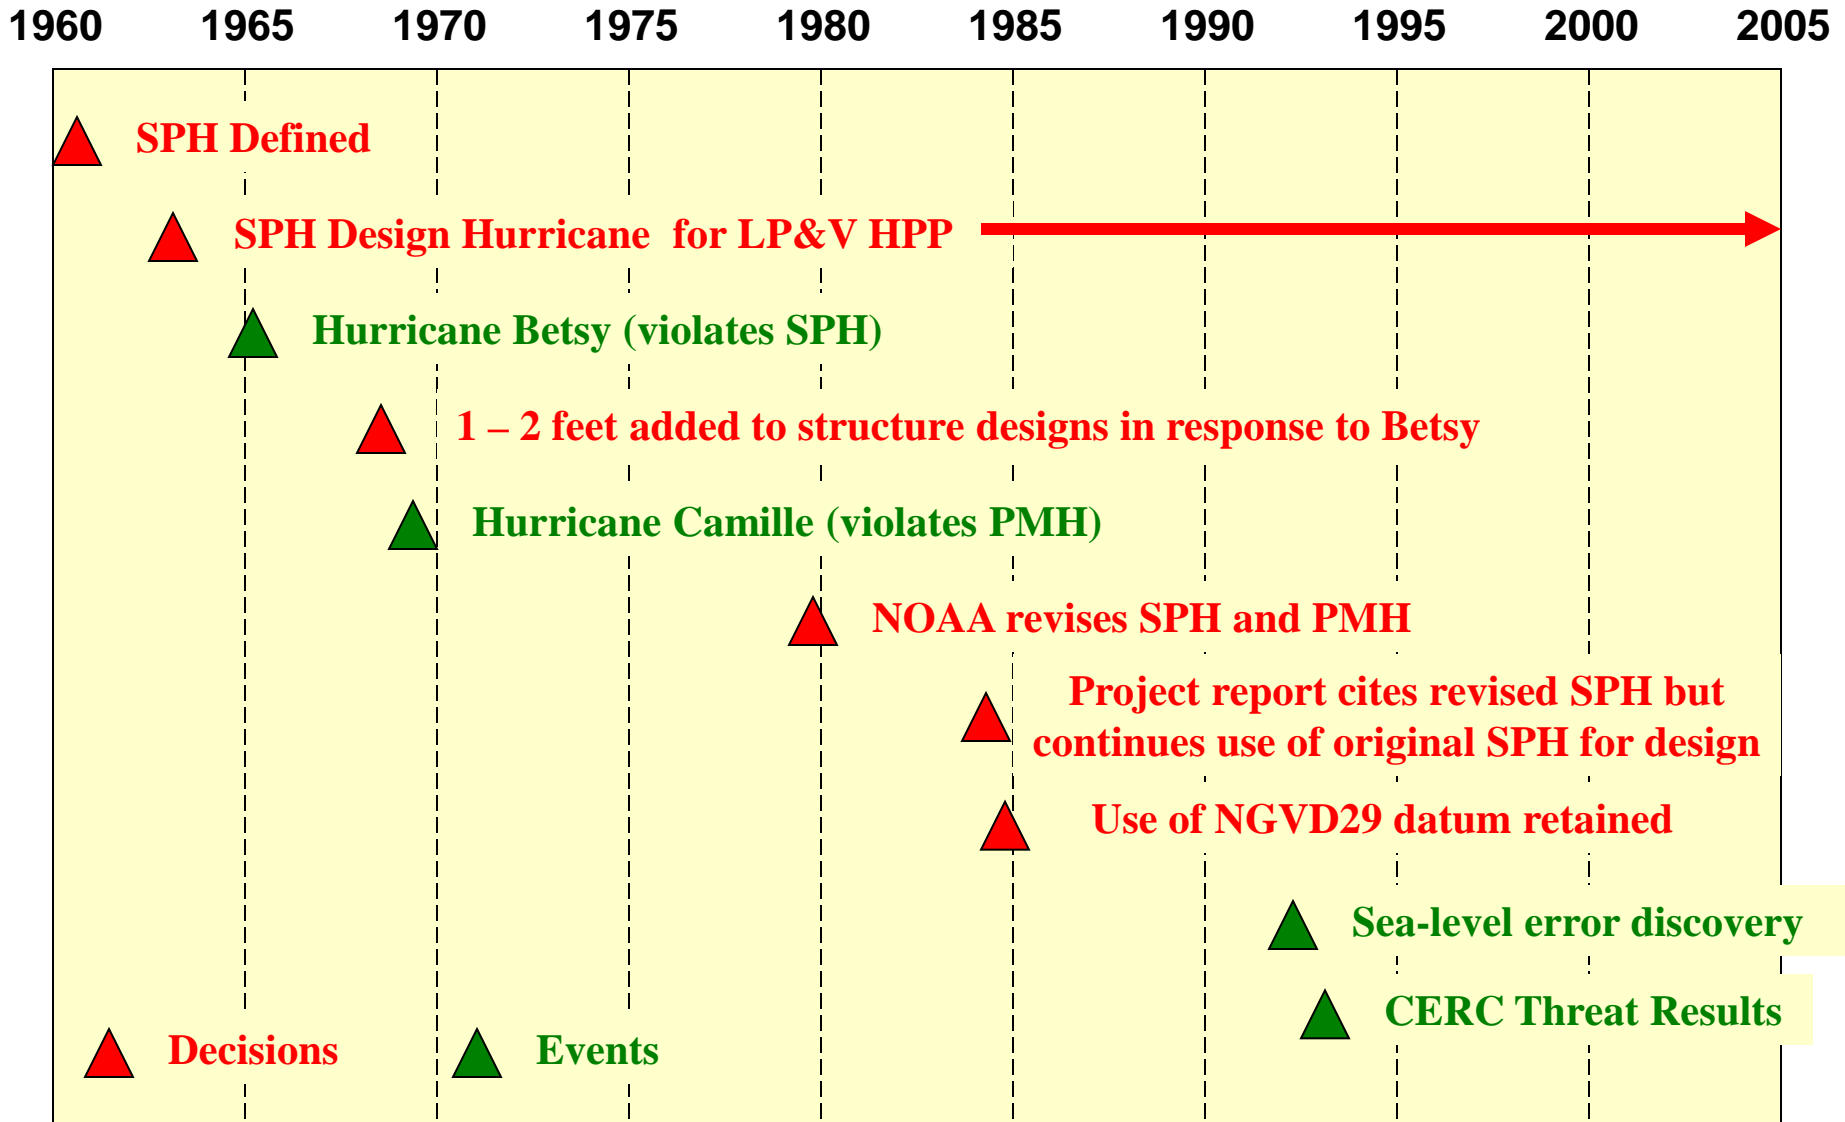 1960 1965 1970 1975 1980 1985 1990 1995 2000 2005
SPH Defined
SPH Design Hurricane  for LP&V HPP
Hurricane Betsy (violates SPH)
1 – 2 feet added to structure designs in response to Betsy
Hurricane Camille (violates PMH)
NOAA revises SPH and PMH
Project report cites revised SPH but
continues use of original SPH for design
Use of NGVD29 datum retained
Sea-level error discovery
CERC Threat Results
Decisions Events